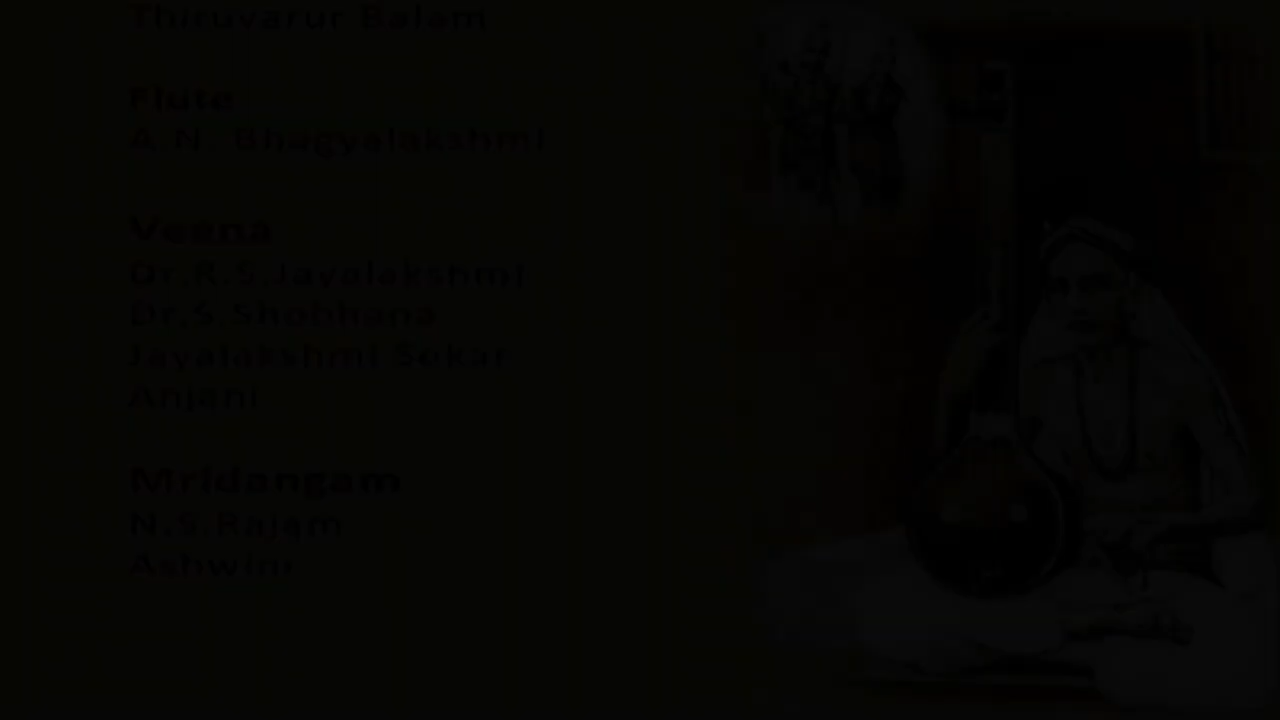 Thiruvarur Balam
Flute
A.N. Bhagyalakshmi
Veena
Dr.R.S.Jayalakshmi
Dr.S.Shobhana
Jayalakshmi Sekar
Anjani
Mridangam
N.S.Rajam
Ashwini